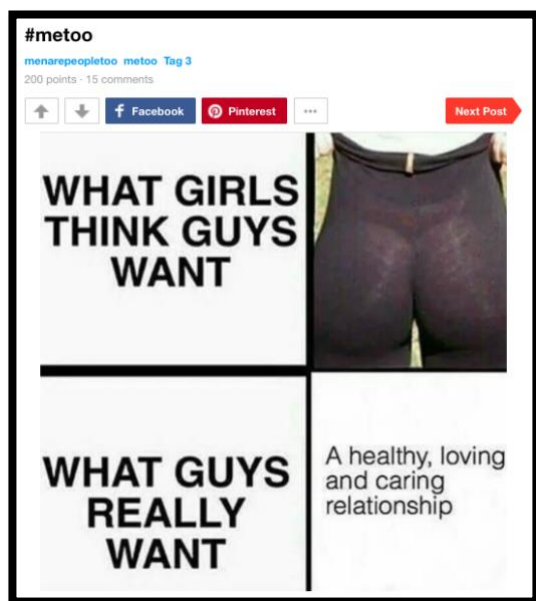 #metoo
menarepeopletoo metoo Tag 3
200 points · 15 comments
f Facebook Pinterest ... Next Post
WHAT GIRLS
THINK GUYS
WANT
WHAT GUYS
REALLY
WANT
A healthy, loving
and caring
relationship